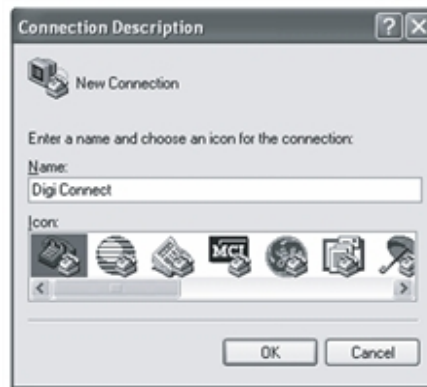 Connection Description
New Connection
Enter a name and choose an icon for the connection:
Name:
Digi Connect
Icon:
MCI
OK Cancel